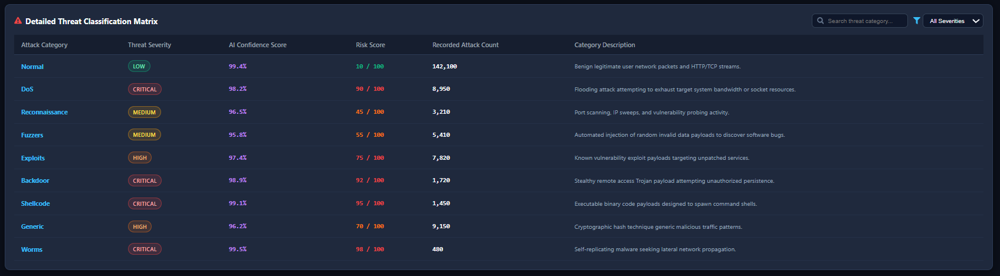 Detailed Threat Classification Matrix
Search threat category...
All Severities
Attack Category Threat Severity AI Confidence Score Risk Score Recorded Attack Count Category Description
Normal LOW 99.4% 10 / 100 142,100 Benign legitimate user network packets and HTTP/TCP streams.
DoS CRITICAL 98.2% 90 / 100 8,950 Flooding attack attempting to exhaust target system bandwidth or socket resources.
Reconnaissance MEDIUM 96.5% 45 / 100 3,210 Port scanning, IP sweeps, and vulnerability probing activity.
Fuzzers MEDIUM 95.8% 55 / 100 5,410 Automated injection of random invalid data payloads to discover software bugs.
Exploits HIGH 97.4% 75 / 100 7,820 Known vulnerability exploit payloads targeting unpatched services.
Backdoor CRITICAL 98.9% 92 / 100 1,720 Stealthy remote access Trojan payload attempting unauthorized persistence.
Shellcode CRITICAL 99.1% 95 / 100 1,450 Executable binary code payloads designed to spawn command shells.
Generic HIGH 96.2% 70 / 100 9,150 Cryptographic hash technique generic malicious traffic patterns.
Worms CRITICAL 99.5% 98 / 100 480 Self-replicating malware seeking lateral network propagation.